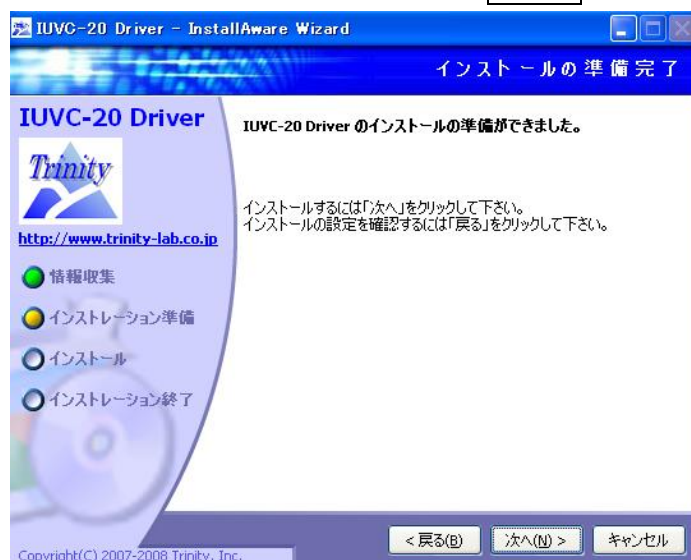 IUVC-20 Driver - InstallAware Wizard
インストールの準備完了
IUVC-20 Driver
IUVC-20 Driver のインストールの準備ができました。
Trinity
インストールするには「次へ」をクリックして下さい。
インストールの設定を確認するには「戻る」をクリックして下さい。
http://www.trinity-lab.co.jp
情報収集
インストレーション準備
インストール
インストレーション終了
< 戻る(B)
次へ(N) >
キャンセル
Copyright(C) 2007-2008 Trinity, Inc.